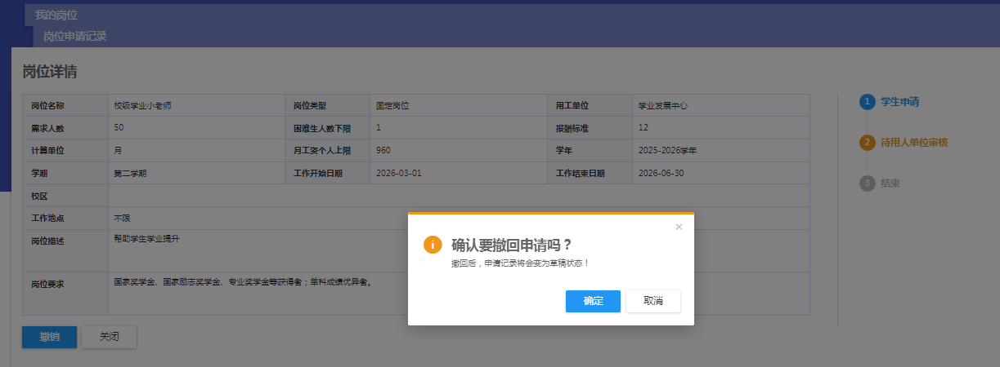 我的岗位
岗位申请记录
岗位详情
岗位名称 校级学业小老师 岗位类型 固定岗位 用工单位 学业发展中心
需求人数 50 困难生人数下限 1 报酬标准 12
计算单位 月 月工资个人上限 960 学年 2025-2026学年
学期 第二学期 工作开始日期 2026-03-01 工作结束日期 2026-06-30
校区
工作地点 不限
岗位描述 帮助学生学业提升
岗位要求 国家奖学金、国家励志奖学金、专业奖学金等获得者；单科成绩优异者。
撤销 关闭
1 学生申请
2 待用人单位审核
3 结束
确认要撤回申请吗？
撤回后，申请记录将会变为草稿状态！
确定 取消